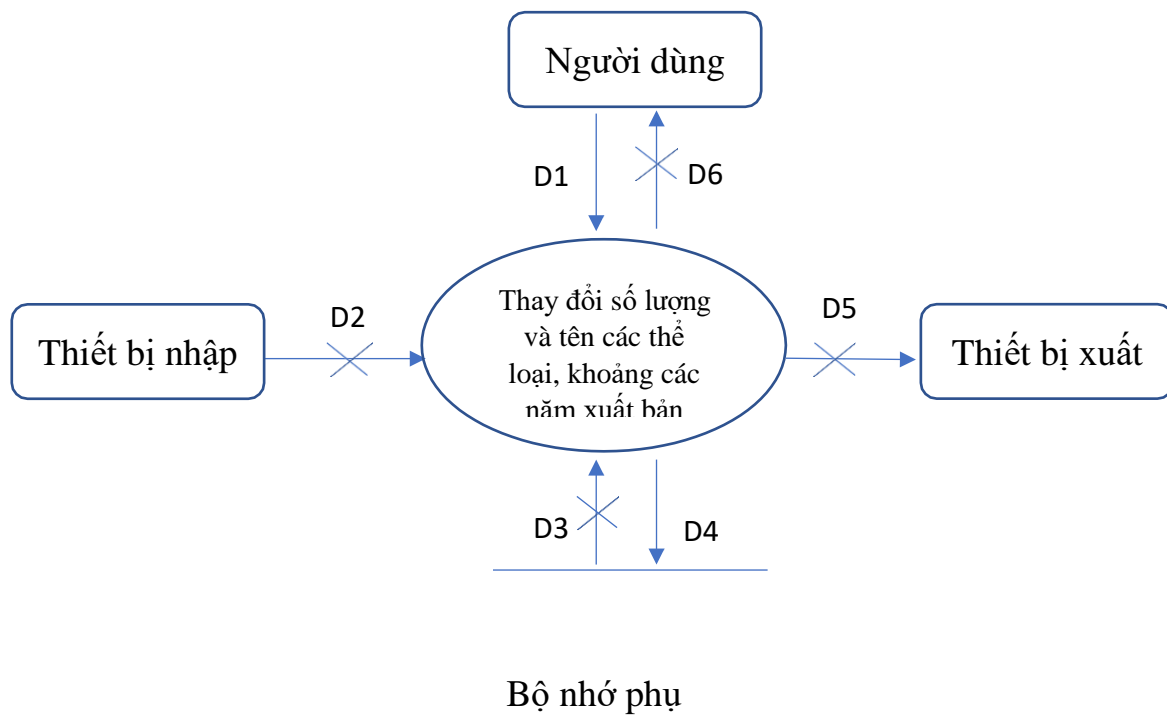 Người dùng
D1
D6
Thiết bị nhập
D2
Thay đổi số lượng
và tên các thể
loại, khoảng các
năm xuất bản
D5
Thiết bị xuất
D3
D4
Bộ nhớ phụ